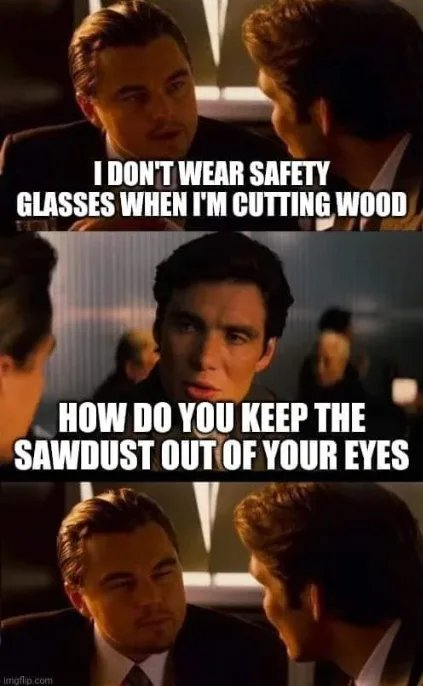 I DON'T WEAR SAFETY
GLASSES WHEN I'M CUTTING WOOD
HOW DO YOU KEEP THE
SAWDUST OUT OF YOUR EYES
imgflip.com